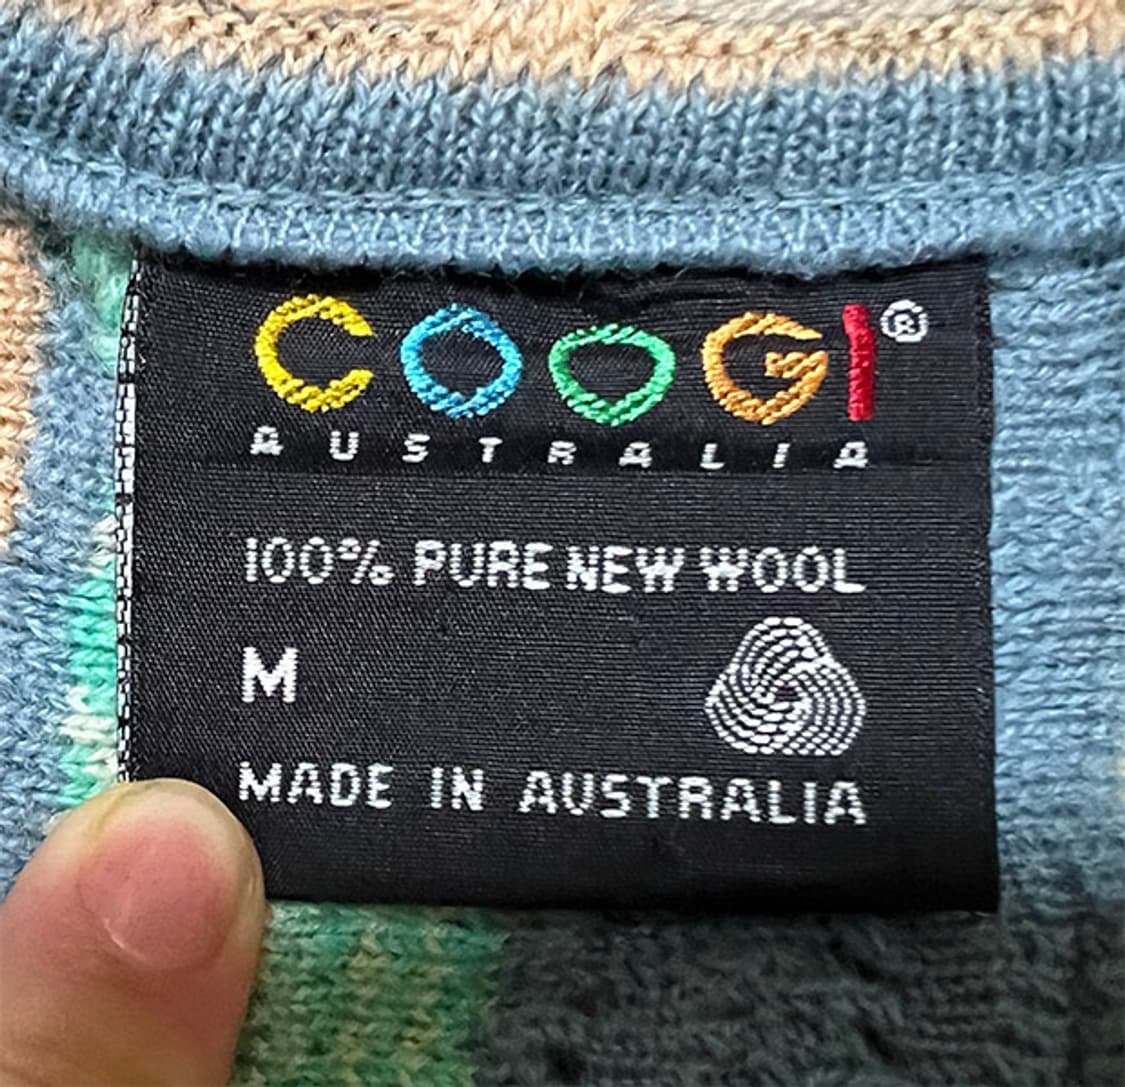 COOGI®
AUSTRALIA
100% PURE NEW WOOL
M
MADE IN AUSTRALIA